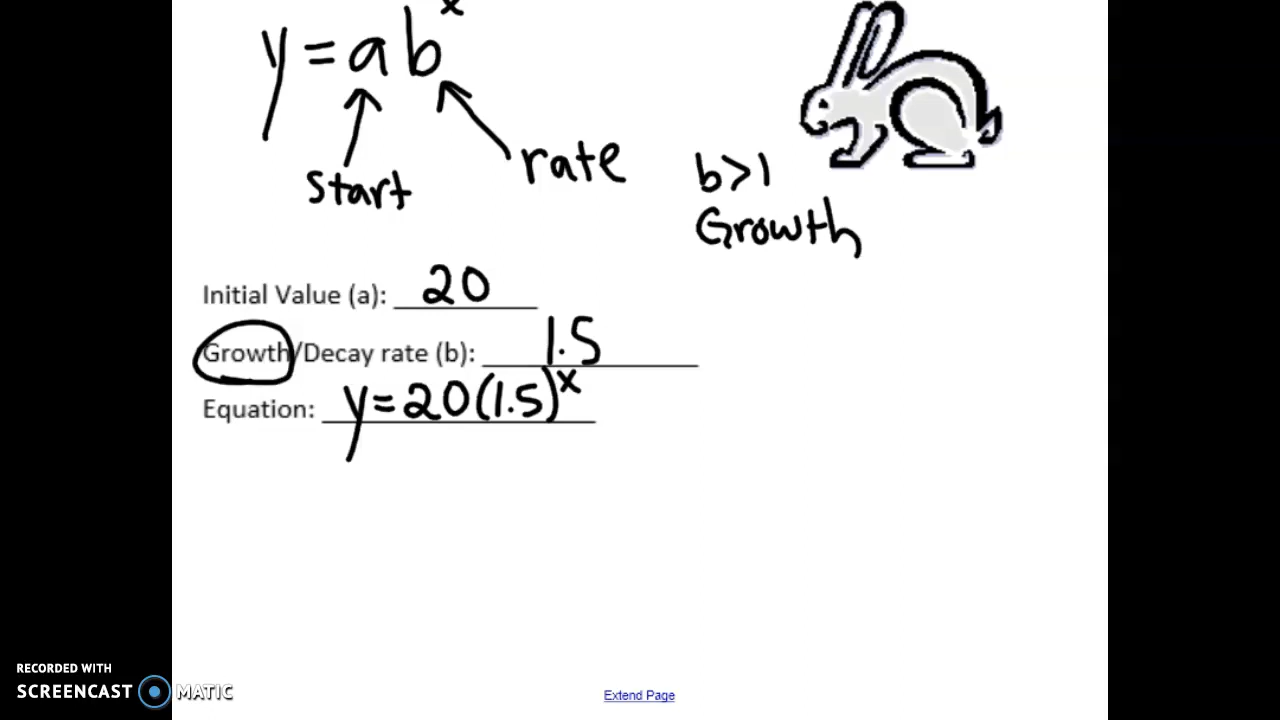 y = ab^x
start
rate
b>1
Growth
Initial Value (a): 20
Growth/Decay rate (b): 1.5
Equation: y=20(1.5)^x
RECORDED WITH
SCREENCAST MATIC
Extend Page